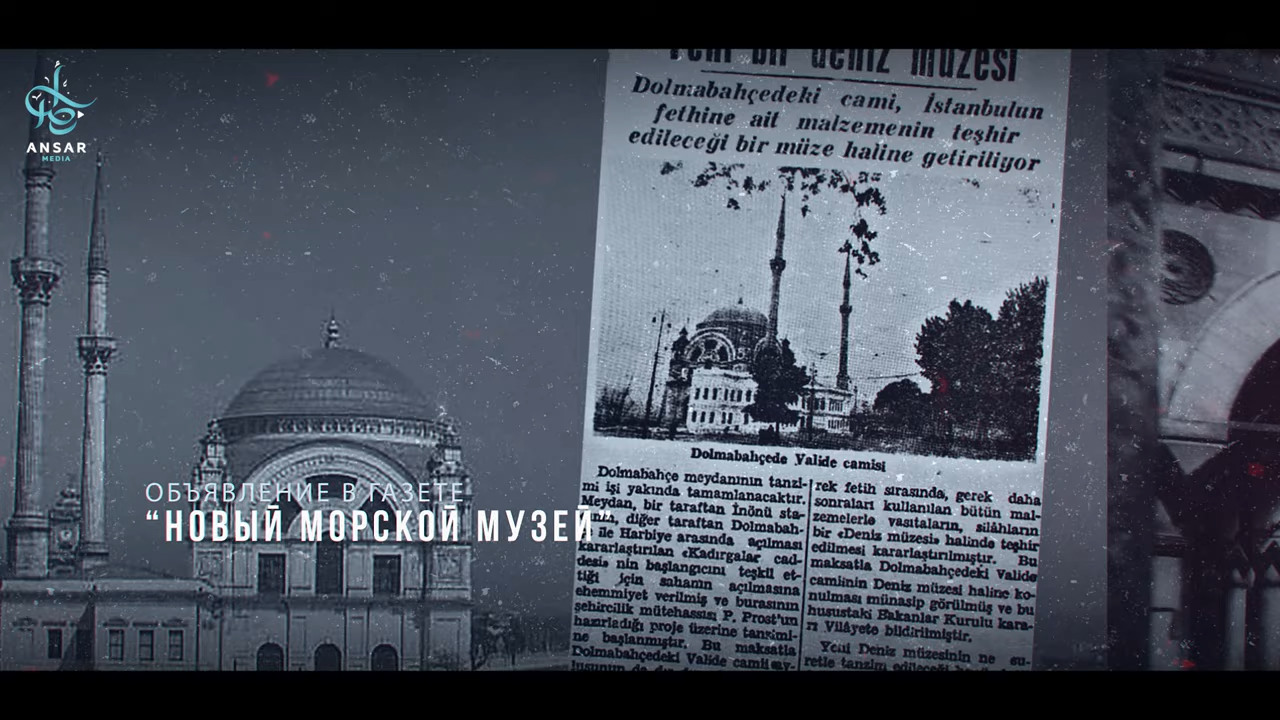 ANSAR
MEDIA
ОБЪЯВЛЕНИЕ В ГАЗЕТЕ
“НОВЫЙ МОРСКОЙ МУЗЕЙ”
Yeni bir deniz müzesi
Dolmabahçedeki cami, İstanbulun
fethine ait malzemenin teşhir
edileceği bir müze haline getiriliyor
Dolmabahçede Valide camisi
Dolmabahçe meydanının tanzi-
mi işi yakında tamamlanacaktır.
Meydan, bir taraftan İnönü sta-
diğer taraftan Dolmabah-
ile Harbiye arasında açılması
kararlaştırılan «Kadırgalar cad-
desi» nin başlangıcını teşkil et-
tiği için sahanın açılmasına
ehemmiyet verilmiş ve burasının
şehircilik mütehassısı P. Prost'un
hazırladığı proje üzerine tanzimi-
ne başlanmıştır. Bu maksatla
Dolmabahçedeki Valide camii
rek fetih sırasında, gerek daha
sonraları kullanılan bütün mal-
zemelerle vasıtaların, silâhların
bir «Deniz müzesi» halinde teşhir
edilmesi kararlaştırılmıştır. Bu
maksatla Dolmabahçedeki Valide
camiinin Deniz müzesi haline ko-
nulması münasip görülmüş ve bu
husustaki Bakanlar Kurulu kara-
rı Vilâyete bildirilmiştir.
Yeni Deniz müzesinin ne su-
retle tanzim edileceği